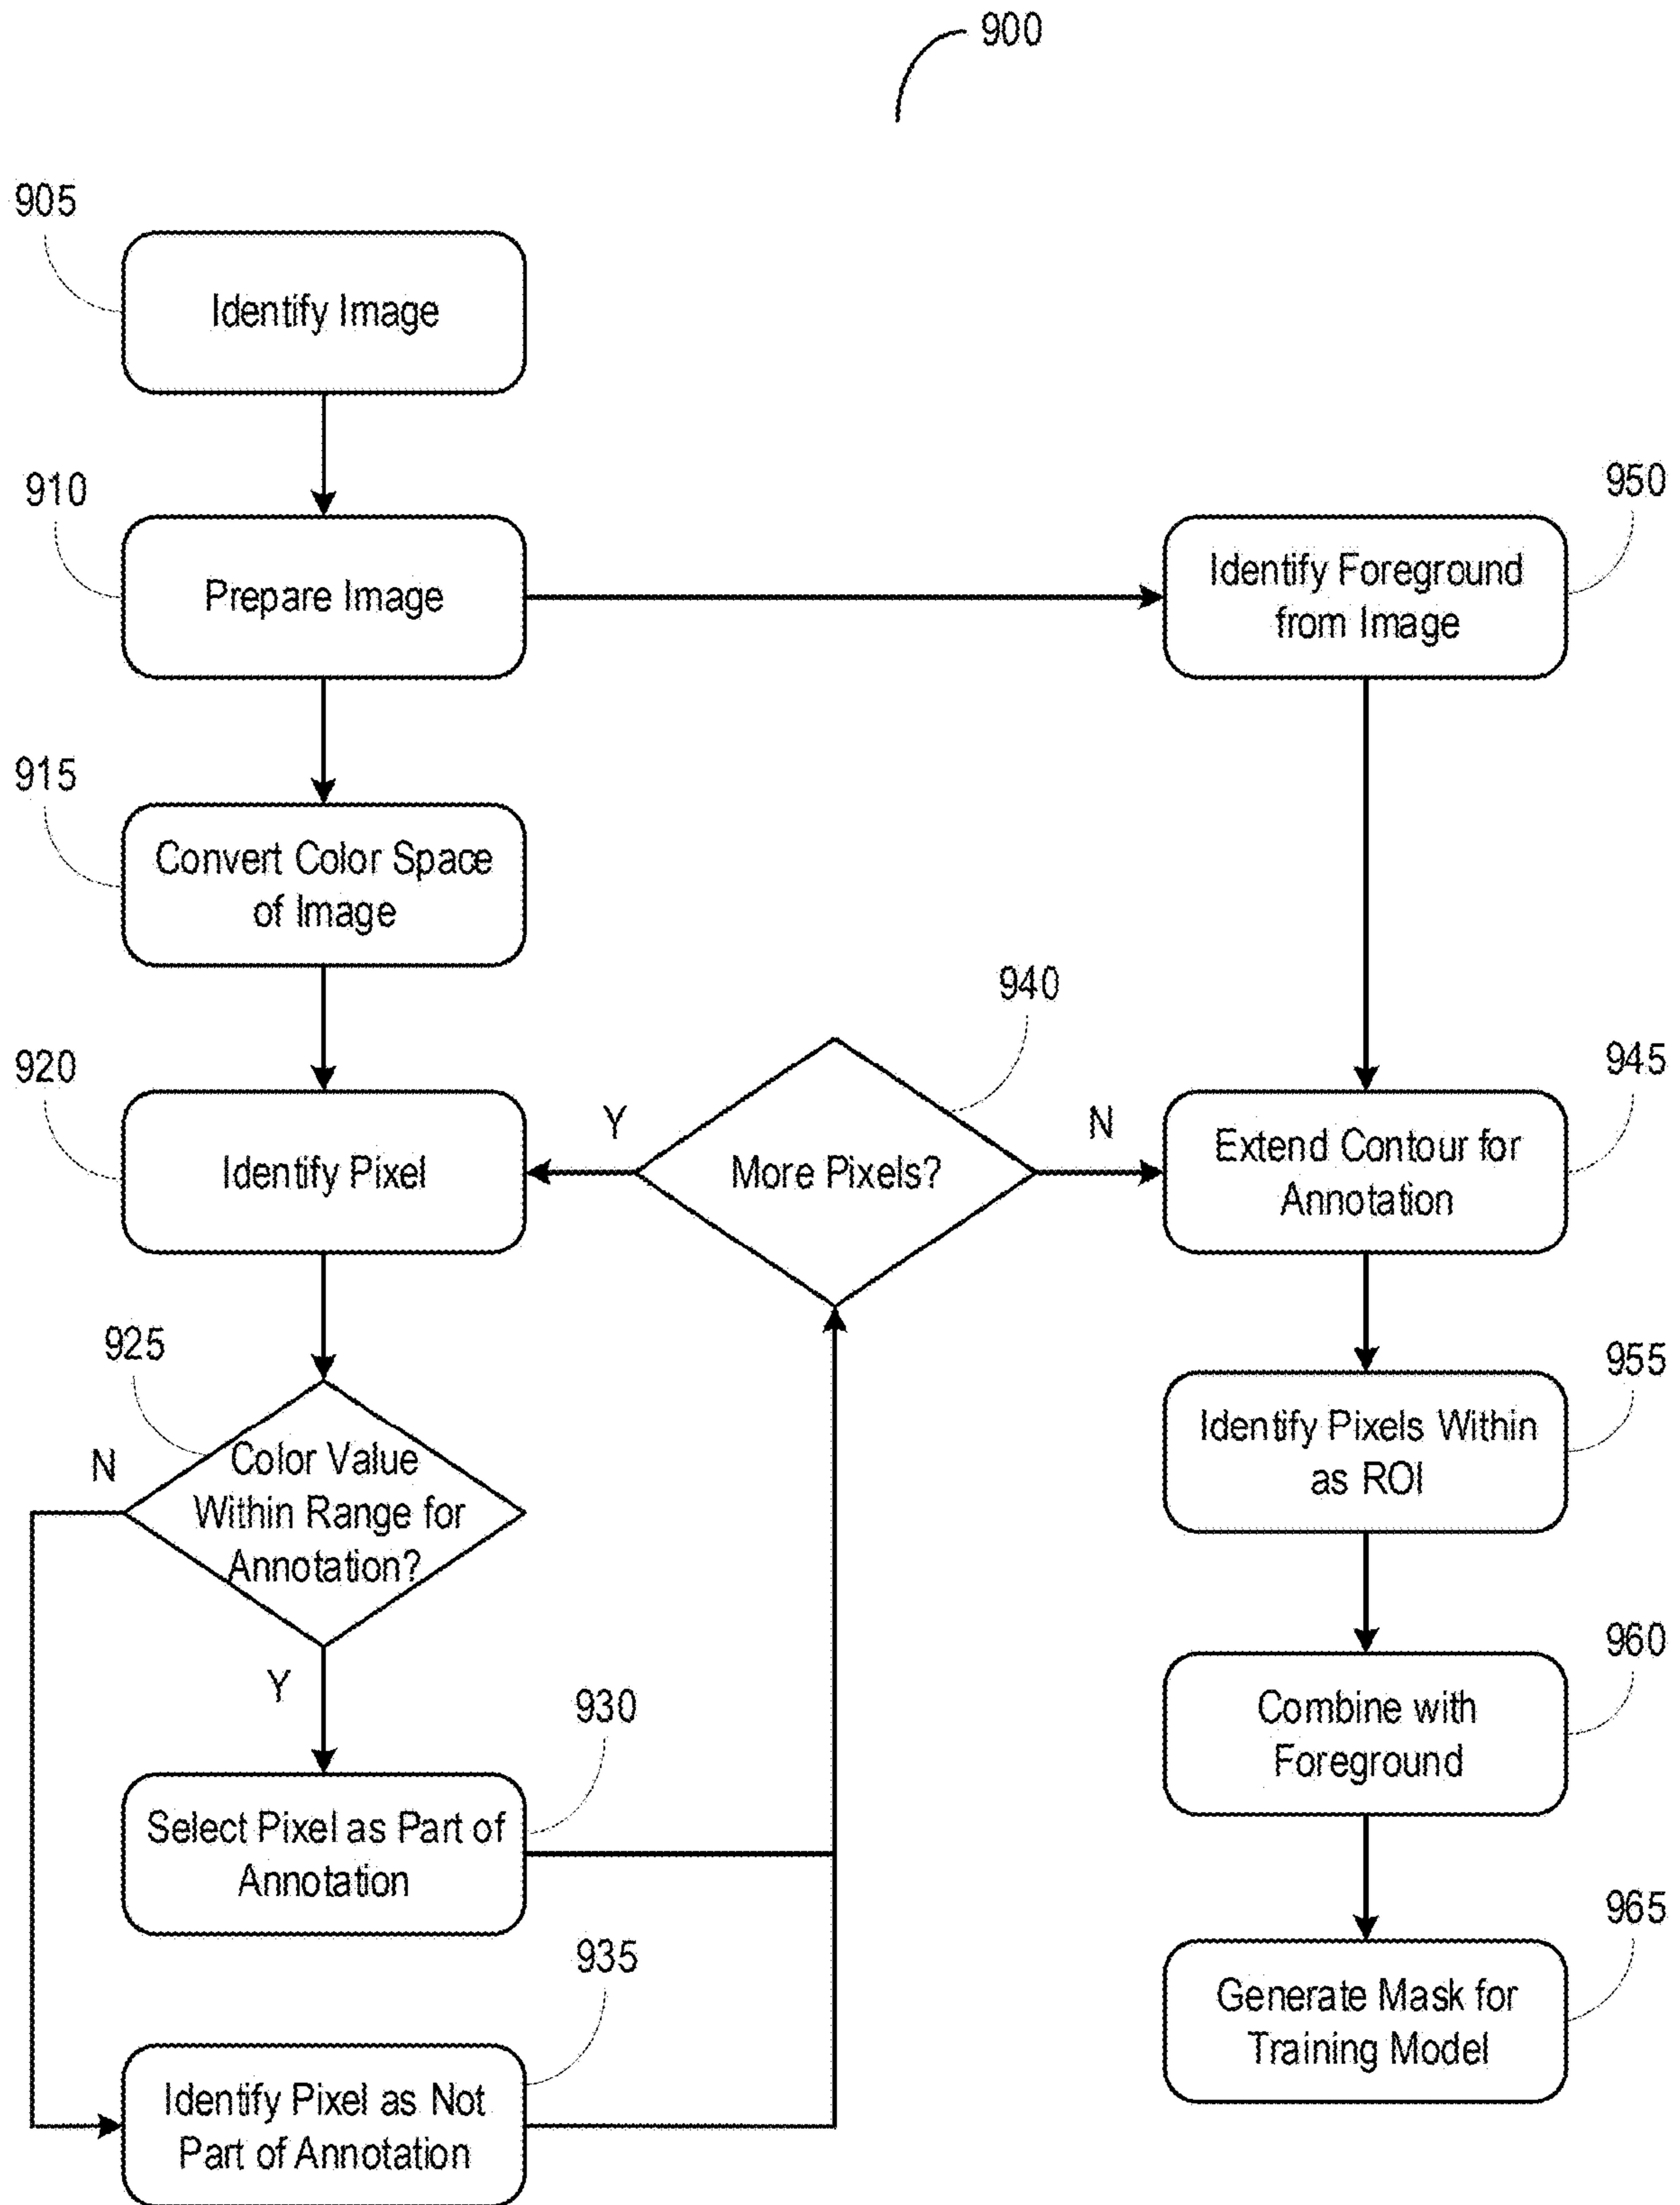 900
905
Identify Image
910
Prepare Image
950
Identify Foreground
from Image
915
Convert Color Space
of Image
920
Identify Pixel
940
Y
More Pixels?
N
945
Extend Contour for
Annotation
925
N
Color Value
Within Range for
Annotation?
Y
930
Select Pixel as Part of
Annotation
935
Identify Pixel as Not
Part of Annotation
955
Identify Pixels Within
as ROI
960
Combine with
Foreground
965
Generate Mask for
Training Model